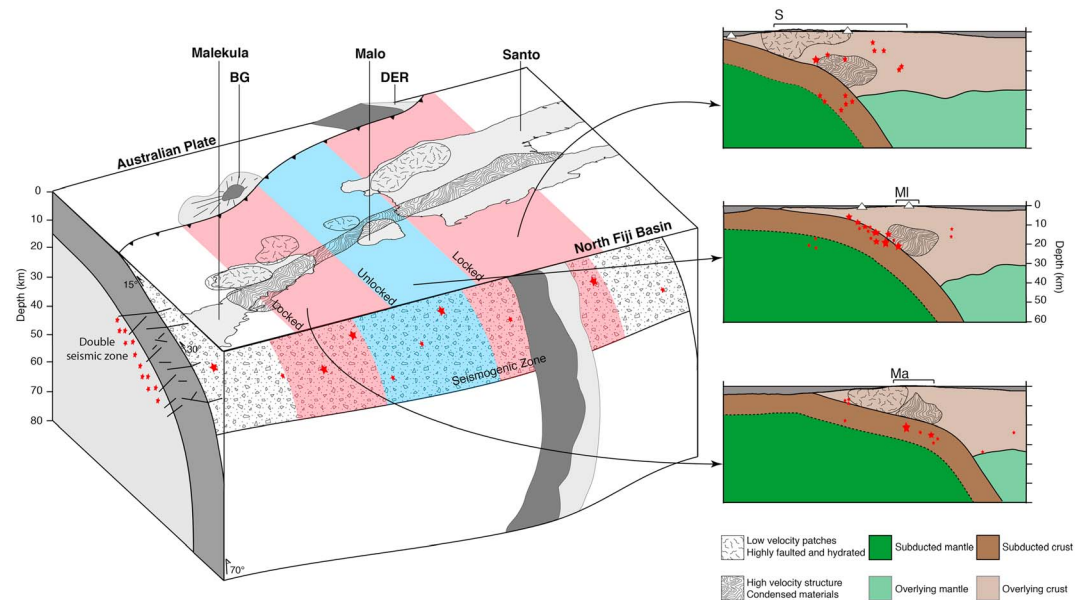 Malekula
BG
Malo
DER
Santo
Australian Plate
North Fiji Basin
Locked
Unlocked
Locked
Seismogenic Zone
Double
seismic zone
15°
30°
70°
Depth (km)
0
10
20
30
40
50
60
70
80
S
Ml
0
10
20
30
40
50
60
Depth (km)
Ma
Low velocity patches
Highly faulted and hydrated
Subducted mantle
Subducted crust
High velocity structure
Condensed materials
Overlying mantle
Overlying crust